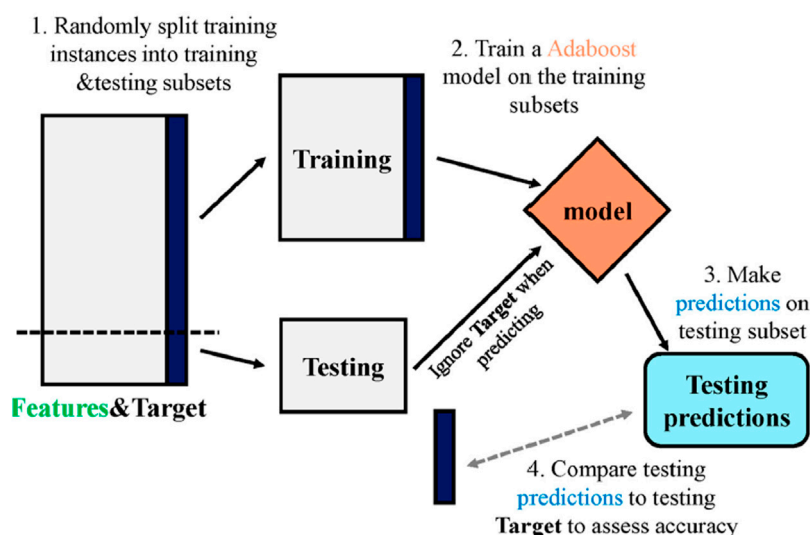 1. Randomly split training
instances into training
&testing subsets
2. Train a Adaboost
model on the training
subsets
Training
model
3. Make
predictions on
testing subset
Ignore Target when
predicting
Testing
Features&Target
Testing
predictions
4. Compare testing
predictions to testing
Target to assess accuracy